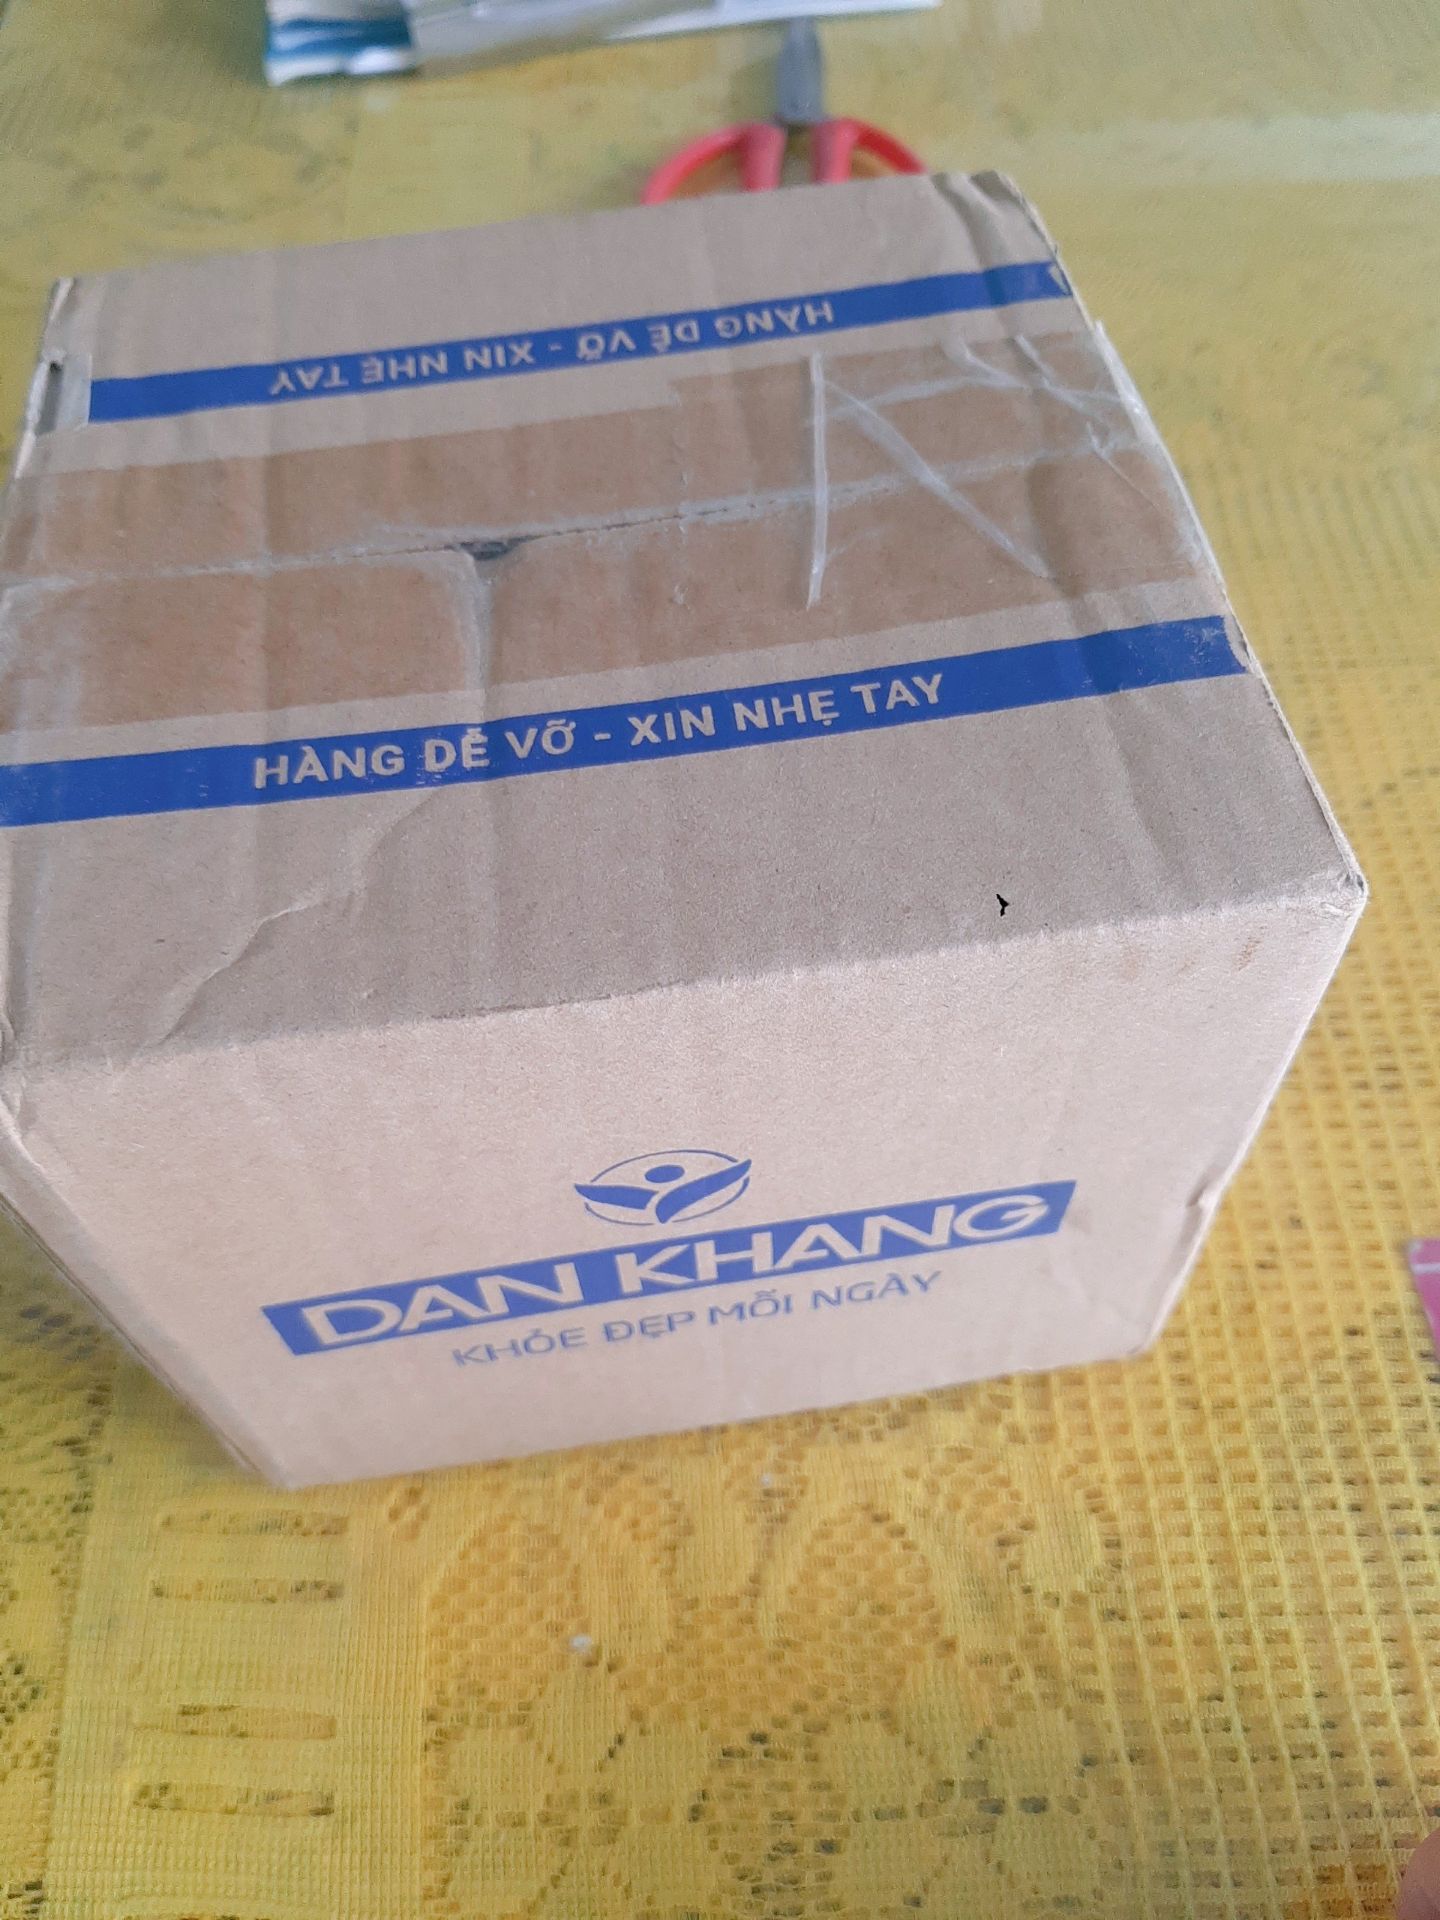 HÀNG DỄ VỠ - XIN NHẸ TAY
HÀNG DỄ VỠ - XIN NHẸ TAY
DAN KHANG
KHỎE ĐẸP MỖI NGÀY